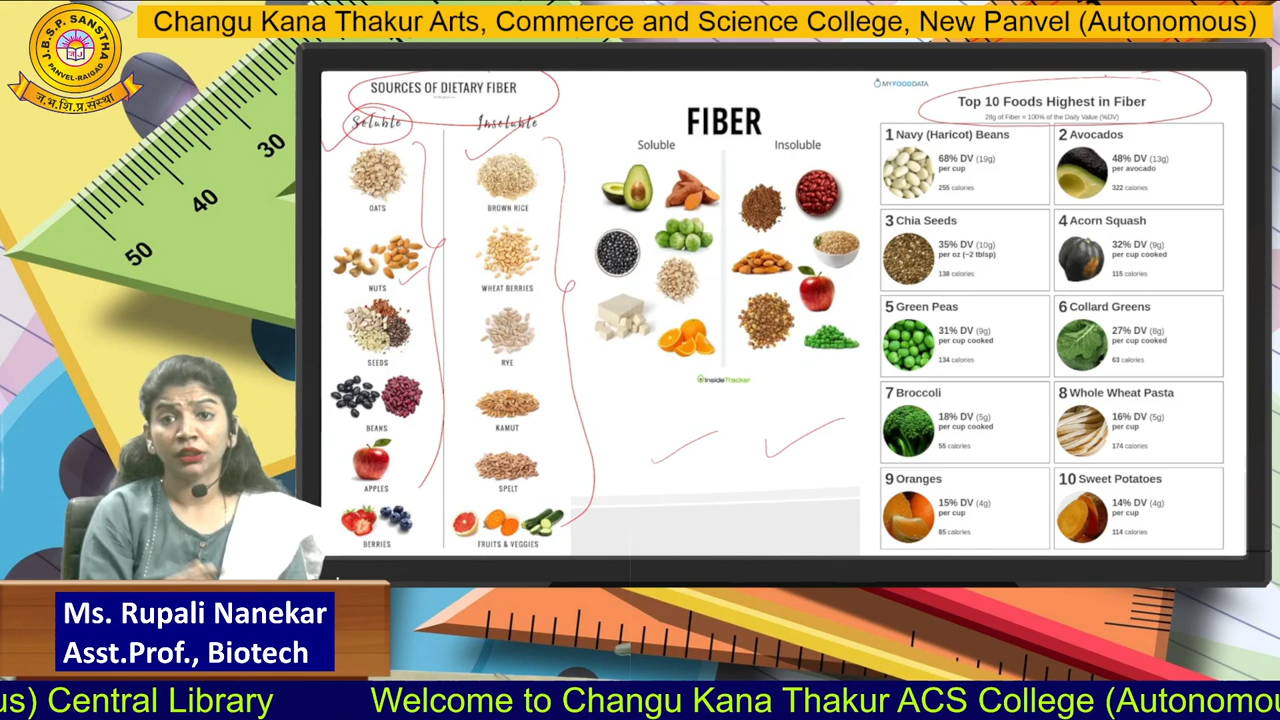 Changu Kana Thakur Arts, Commerce and Science College, New Panvel (Autonomous)
J.B.S.P. SANSTHA
PANVEL-RAIGAD
ज.भ.शि.प्र.संस्था
30
40
50
SOURCES OF DIETARY FIBER
Soluble
Insoluble
OATS
BROWN RICE
NUTS
WHEAT BERRIES
SEEDS
RYE
BEANS
KAMUT
APPLES
SPELT
BERRIES
FRUITS & VEGGIES
FIBER
Soluble
Insoluble
InsideTracker
MYFOODDATA
Top 10 Foods Highest in Fiber
28g of Fiber = 100% of the Daily Value (%DV)
1 Navy (Haricot) Beans
68% DV (19g)
per cup
255 calories
2 Avocados
48% DV (13g)
per avocado
322 calories
3 Chia Seeds
35% DV (10g)
per oz (~2 tblsp)
138 calories
4 Acorn Squash
32% DV (9g)
per cup cooked
115 calories
5 Green Peas
31% DV (9g)
per cup cooked
134 calories
6 Collard Greens
27% DV (8g)
per cup cooked
63 calories
7 Broccoli
18% DV (5g)
per cup cooked
55 calories
8 Whole Wheat Pasta
16% DV (5g)
per cup
174 calories
9 Oranges
15% DV (4g)
per cup
85 calories
10 Sweet Potatoes
14% DV (4g)
per cup
114 calories
Ms. Rupali Nanekar
Asst.Prof., Biotech
us) Central Library
Welcome to Changu Kana Thakur ACS College (Autonomou